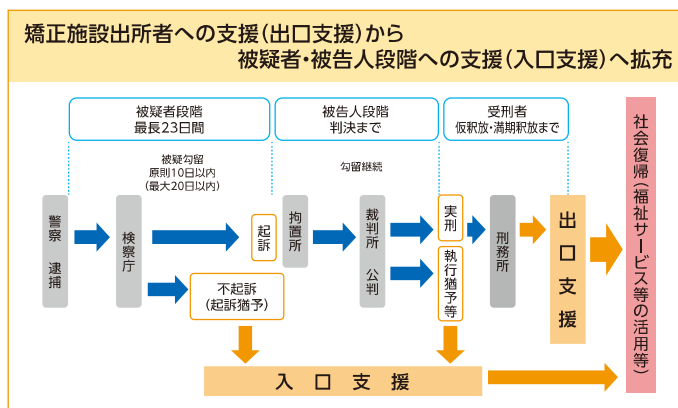 矯正施設出所者への支援(出口支援)から
被疑者・被告人段階への支援(入口支援)へ拡充
被疑者段階
最長23日間
被告人段階
判決まで
受刑者
仮釈放・満期釈放まで
被疑勾留
原則10日以内
(最大20日以内)
勾留継続
警察 逮捕
検察庁
起訴
不起訴
(起訴猶予)
拘置所
裁判所 公判
実刑
執行猶予等
刑務所
出口支援
入口支援
社会復帰(福祉サービス等の活用等)